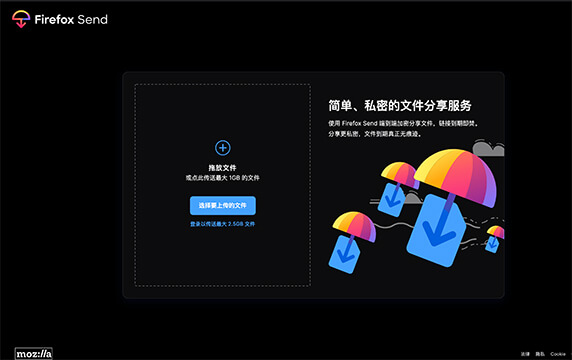 Firefox Send
简单、私密的文件分享服务
使用 Firefox Send 端到端加密分享文件，链接到期即焚。
分享更私密，文件到期真正无痕迹。
拖放文件
或点此传送最大 1GB 的文件
选择要上传的文件
登录以传送最大 2.5GB 文件
moz://a
法律 隐私 Cookie